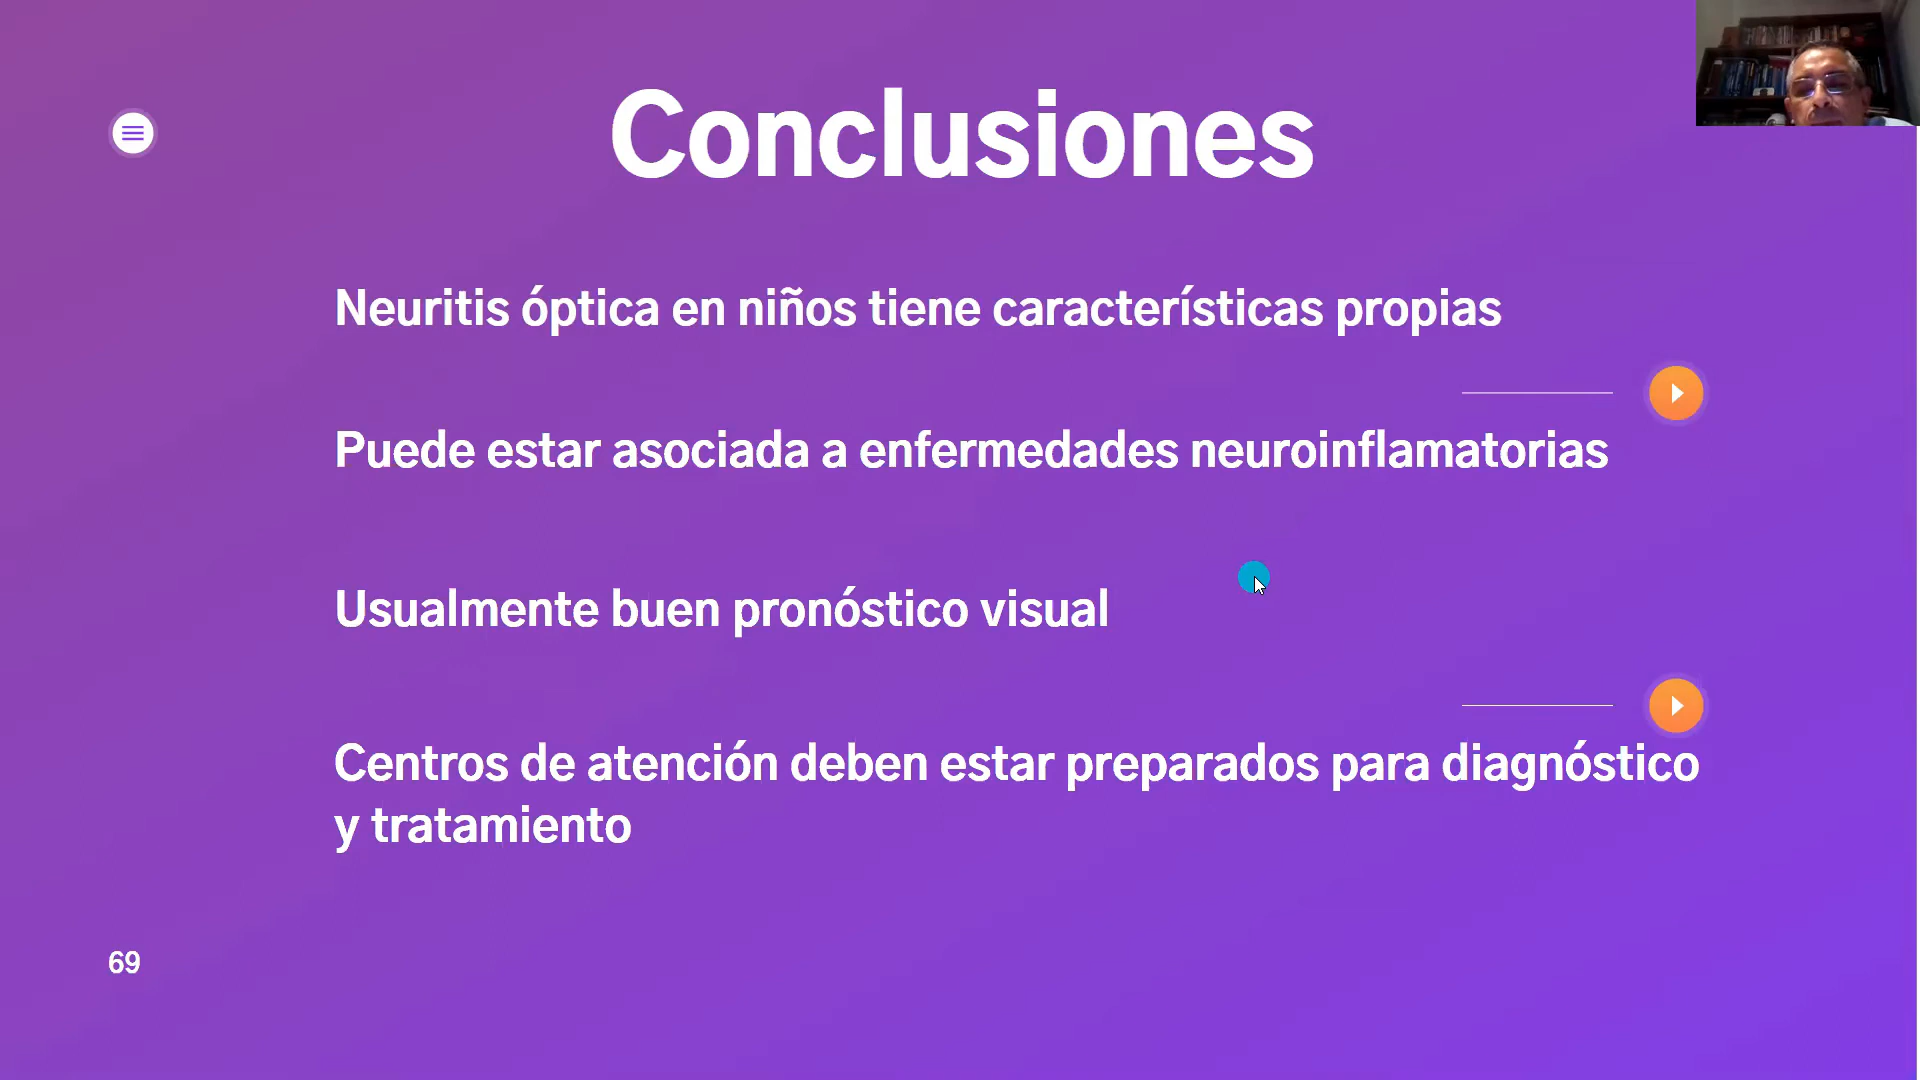 Conclusiones
Neuritis óptica en niños tiene características propias
Puede estar asociada a enfermedades neuroinflamatorias
Usualmente buen pronóstico visual
Centros de atención deben estar preparados para diagnóstico
y tratamiento
69